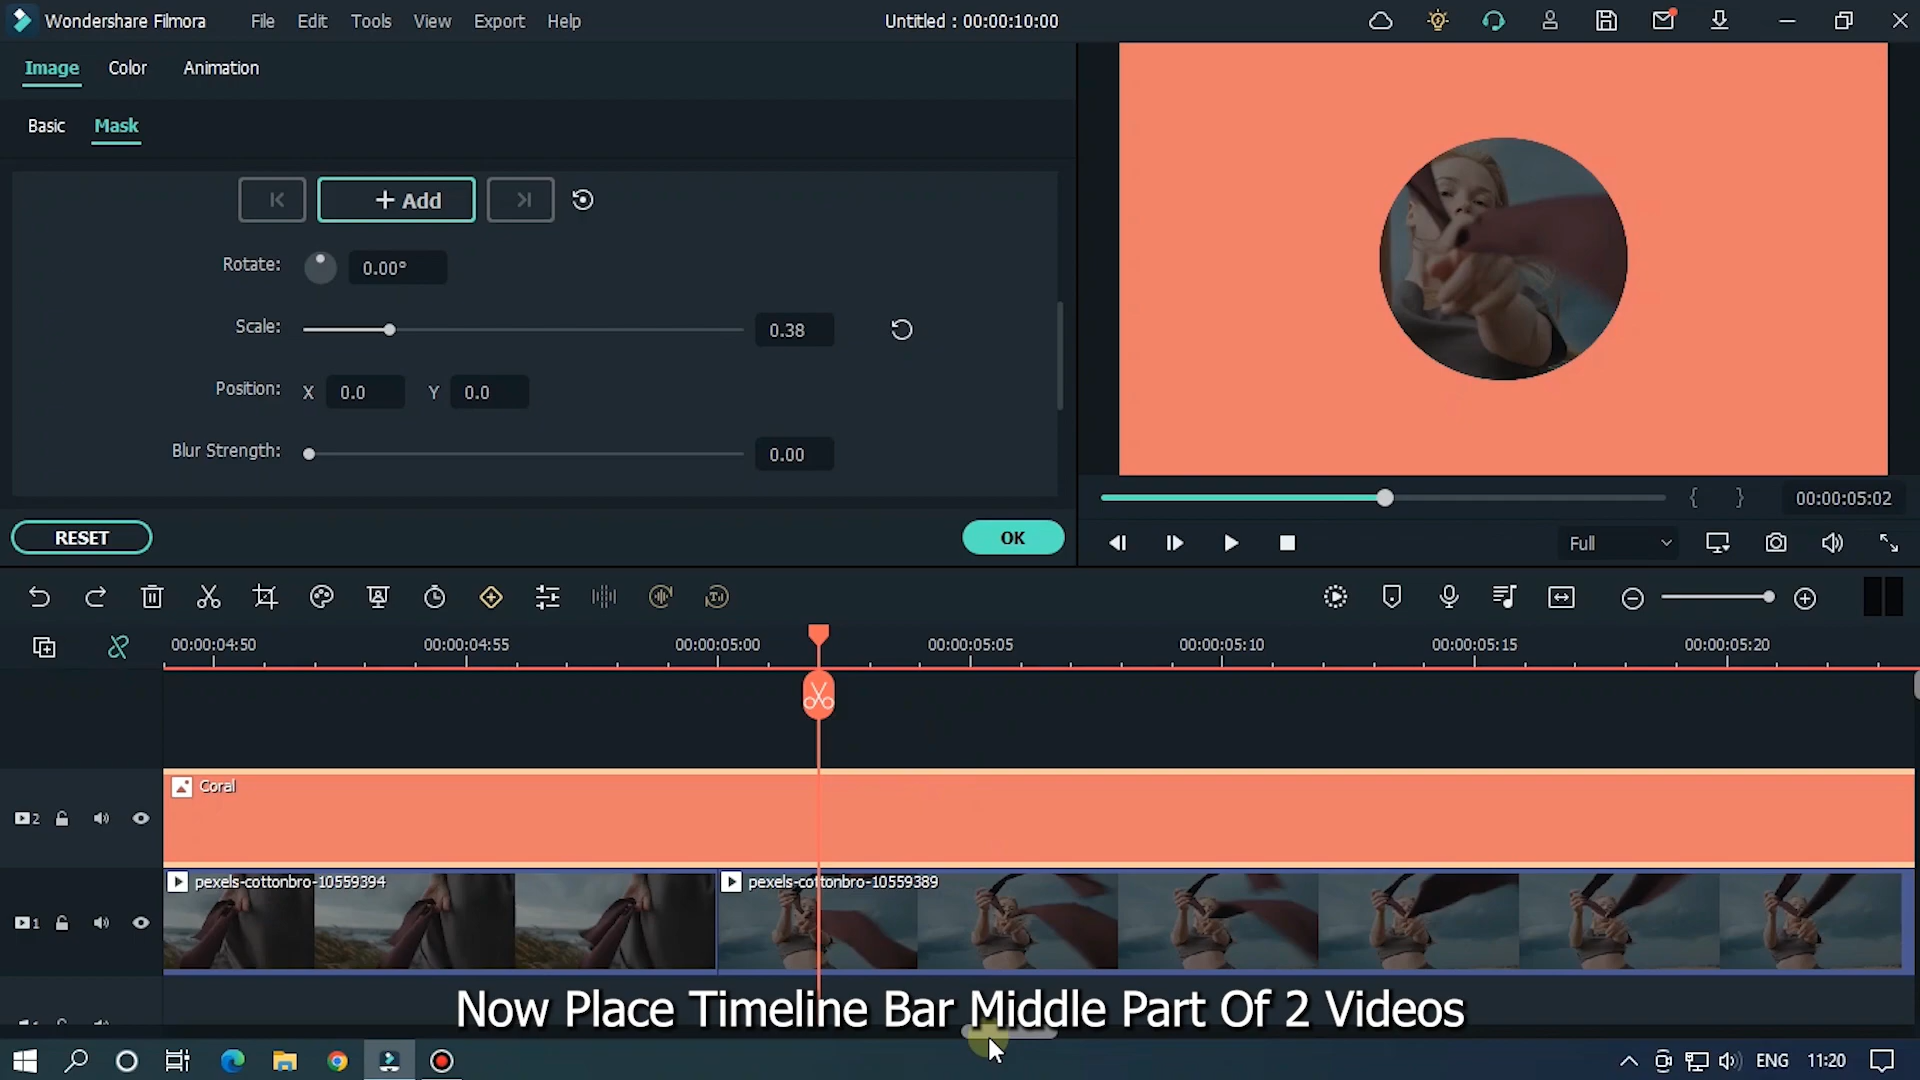 Wondershare Filmora File Edit Tools View Export Help Untitled : 00:00:10:00
Image Color Animation
Basic Mask
+ Add
Rotate: 0.00°
Scale: 0.38
Position: X 0.0 Y 0.0
Blur Strength: 0.00
{ } 00:00:05:02
RESET OK
Full
00:00:04:50 00:00:04:55 00:00:05:00 00:00:05:05 00:00:05:10 00:00:05:15 00:00:05:20
Coral
2
pexels-cottonbro-10559394 pexels-cottonbro-10559389
1
Now Place Timeline Bar Middle Part Of 2 Videos
ENG 11:20